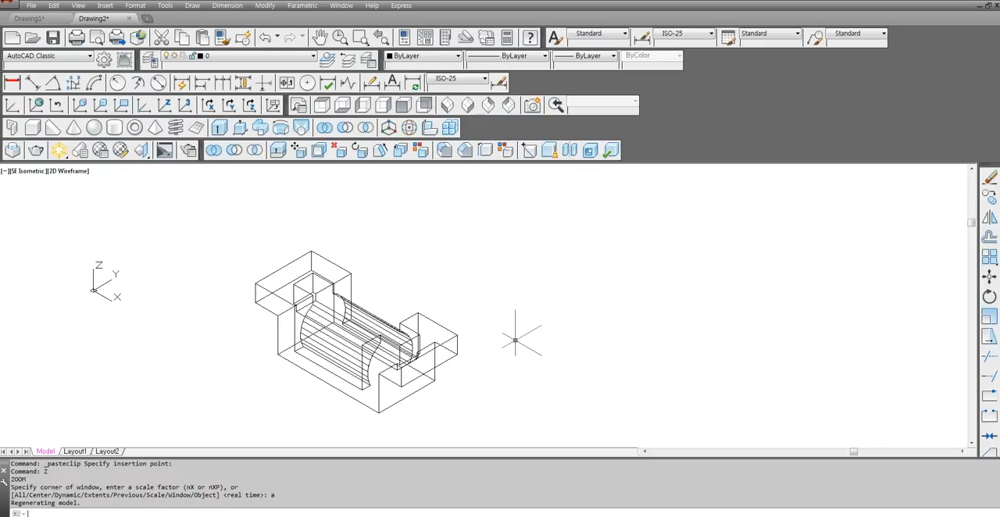 File Edit View Insert Format Tools Draw Dimension Modify Parametric Window Help Express
Drawing1* Drawing2*
Standard ISO-25 Standard Standard
AutoCAD Classic 0 ByLayer ByLayer ByLayer ByColor
ISO-25
[−][SE Isometric][2D Wireframe]
Z
Y
X
Model Layout1 Layout2
Command: _pasteclip Specify insertion point:
Command: Z
ZOOM
Specify corner of window, enter a scale factor (nX or nXP), or
[All/Center/Dynamic/Extents/Previous/Scale/Window/Object] <real time>: a
Regenerating model.